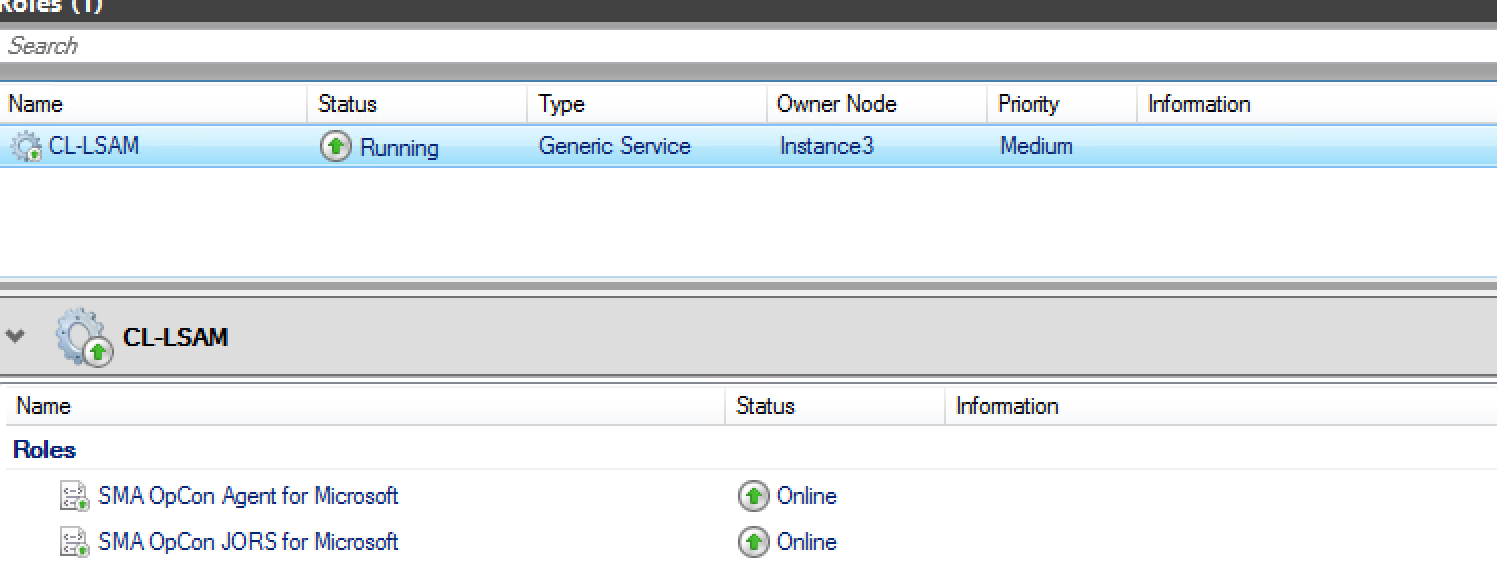 Roles (1)
Search
Name Status Type Owner Node Priority Information
CL-LSAM Running Generic Service Instance3 Medium
CL-LSAM
Name Status Information
Roles
SMA OpCon Agent for Microsoft Online
SMA OpCon JORS for Microsoft Online